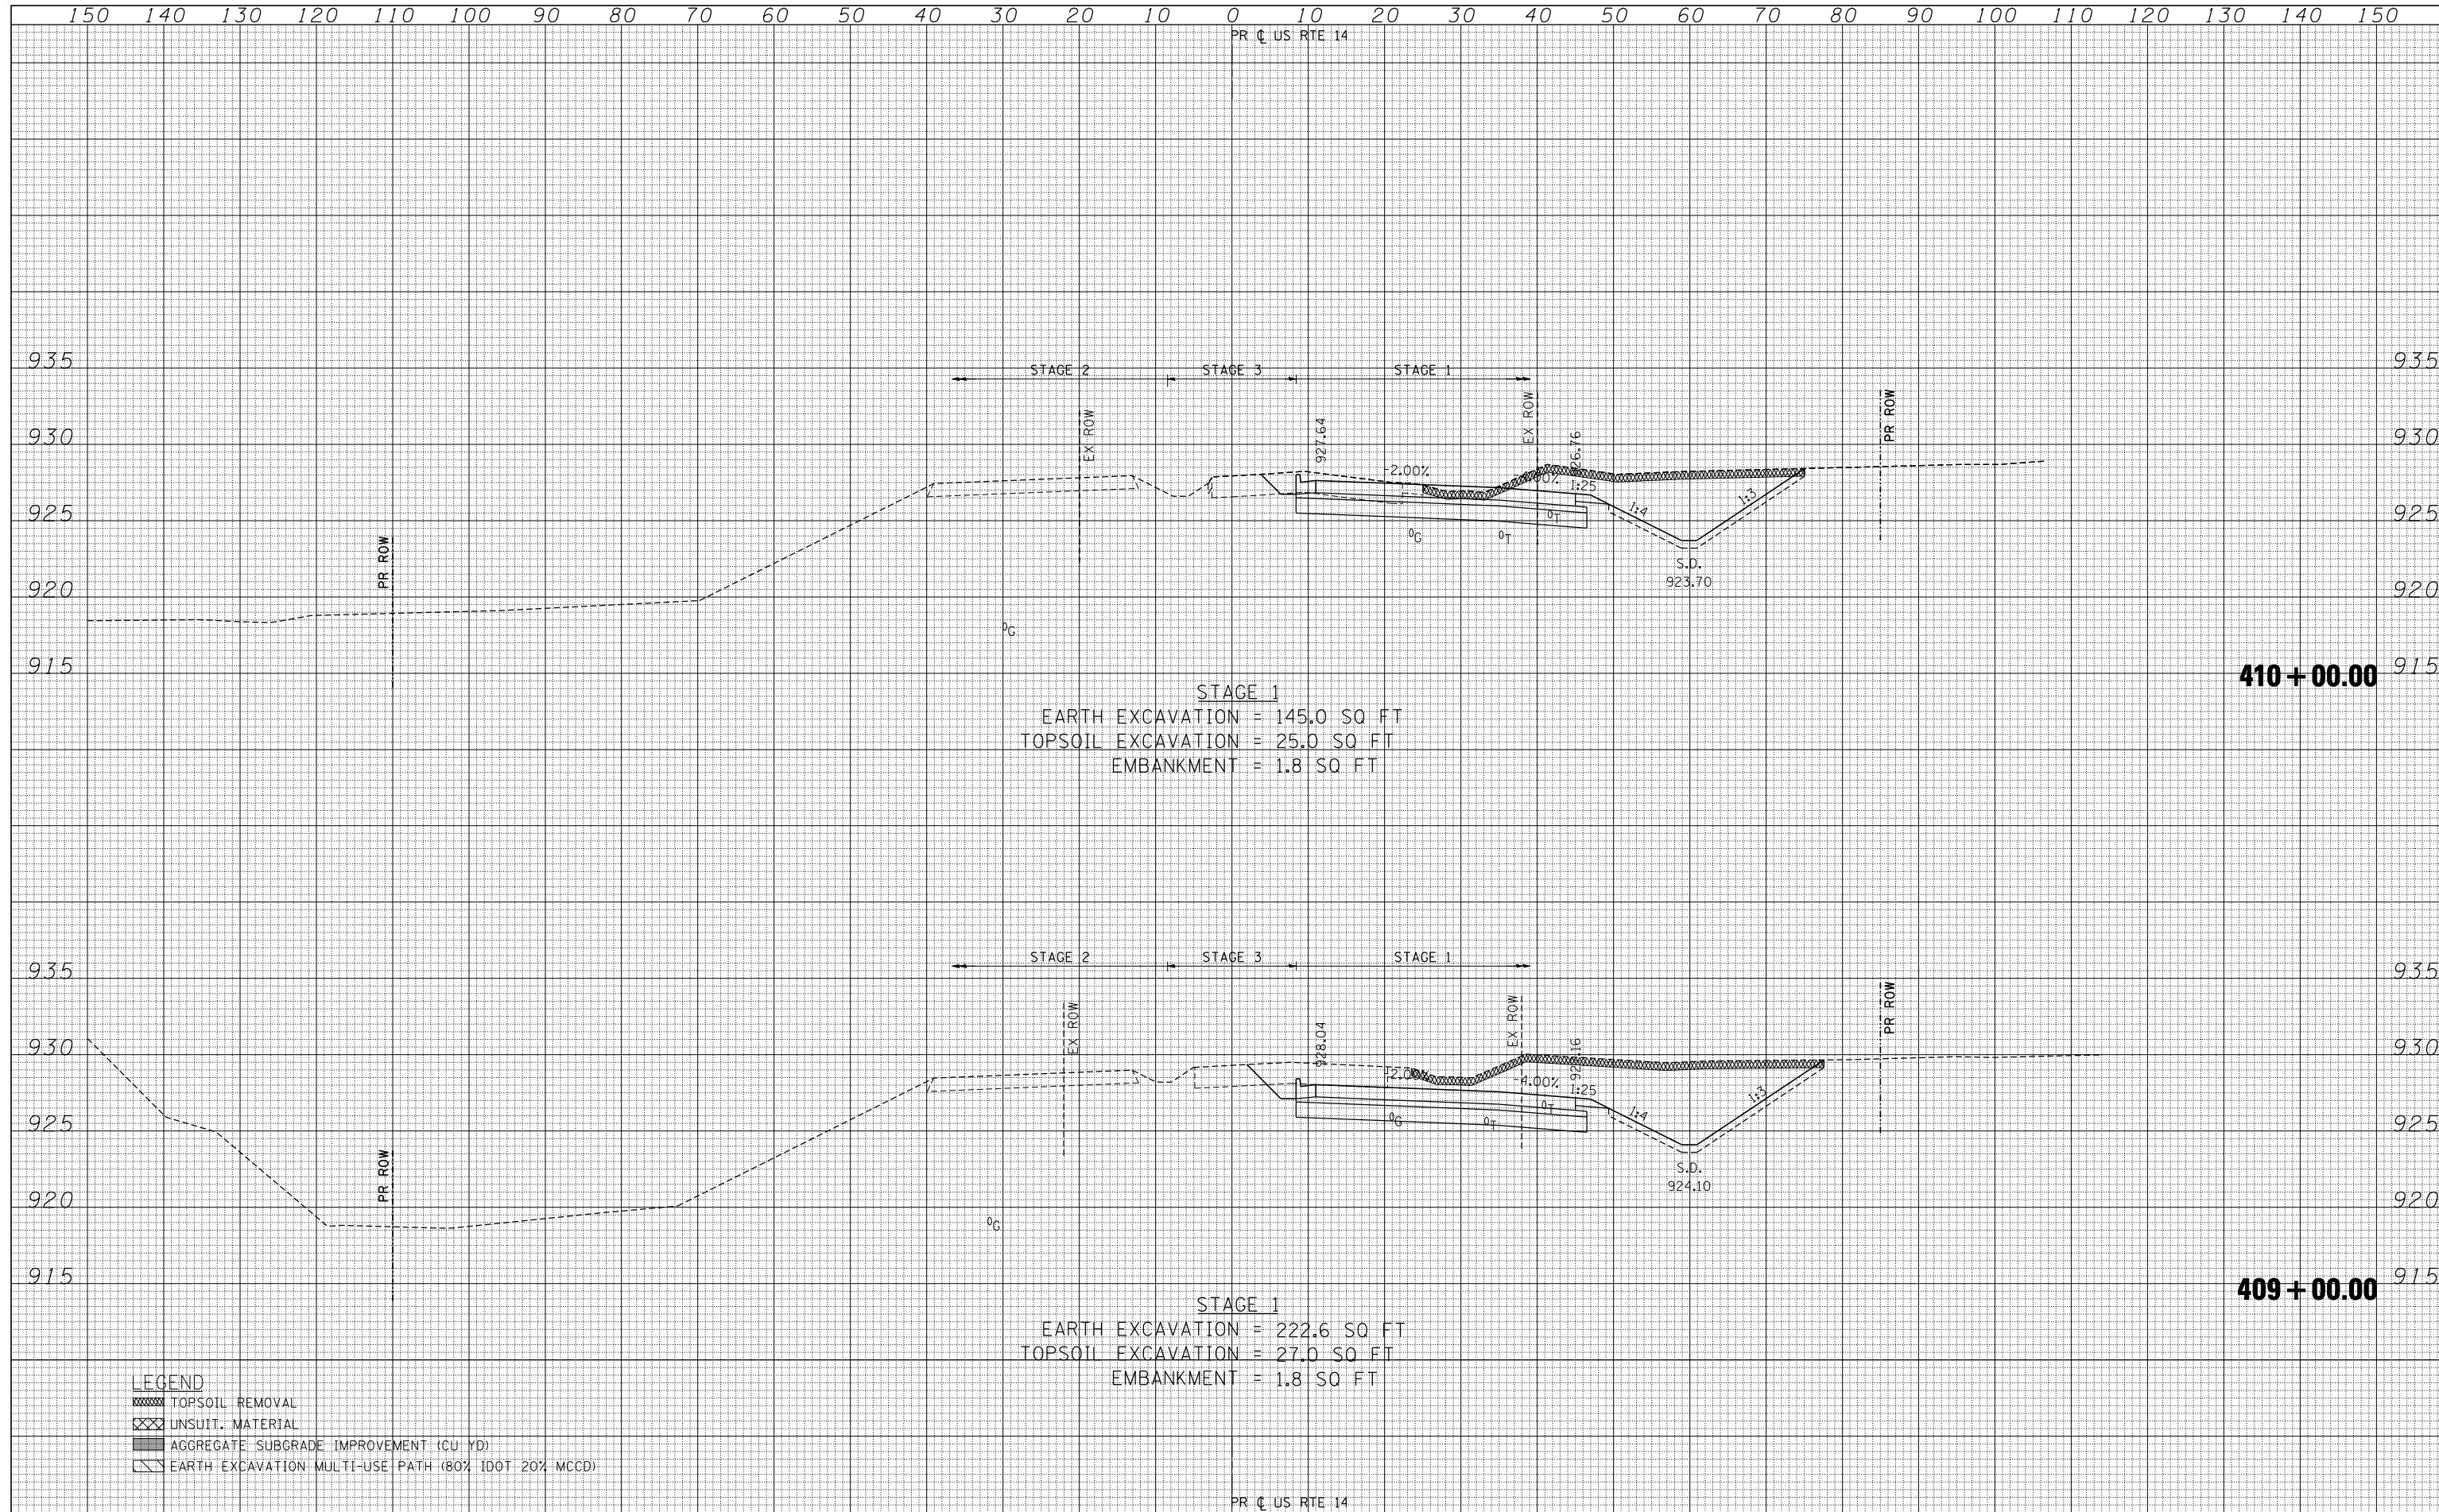 150 140 130 120 110 100 90 80 70 60 50 40 30 20 10 0 10 20 30 40 50 60 70 80 90 100 110 120 130 140 150
PR ℄ US RTE 14
935 935
STAGE 2 STAGE 3 STAGE 1
EX ROW
927.64
EX ROW
PR ROW
930 930
-2.00%
1:25
1:4
1:3
925 925
0G 0T 0T
S.D.
923.70
PR ROW
920 920
0G
915 915
410+00.00
STAGE 1
EARTH EXCAVATION = 145.0 SQ FT
TOPSOIL EXCAVATION = 25.0 SQ FT
EMBANKMENT = 1.8 SQ FT
935 935
STAGE 2 STAGE 3 STAGE 1
EX ROW
928.04
EX ROW
PR ROW
930 930
-2.00%
-4.00%
1:25
1:4
1:3
925 925
0G 0T 0T
S.D.
924.10
PR ROW
920 920
0G
915 915
409+00.00
STAGE 1
EARTH EXCAVATION = 222.6 SQ FT
TOPSOIL EXCAVATION = 27.0 SQ FT
EMBANKMENT = 1.8 SQ FT
LEGEND
TOPSOIL REMOVAL
UNSUIT. MATERIAL
AGGREGATE SUBGRADE IMPROVEMENT (CU YD)
EARTH EXCAVATION MULTI-USE PATH (80% IDOT 20% MCCD)
PR ℄ US RTE 14